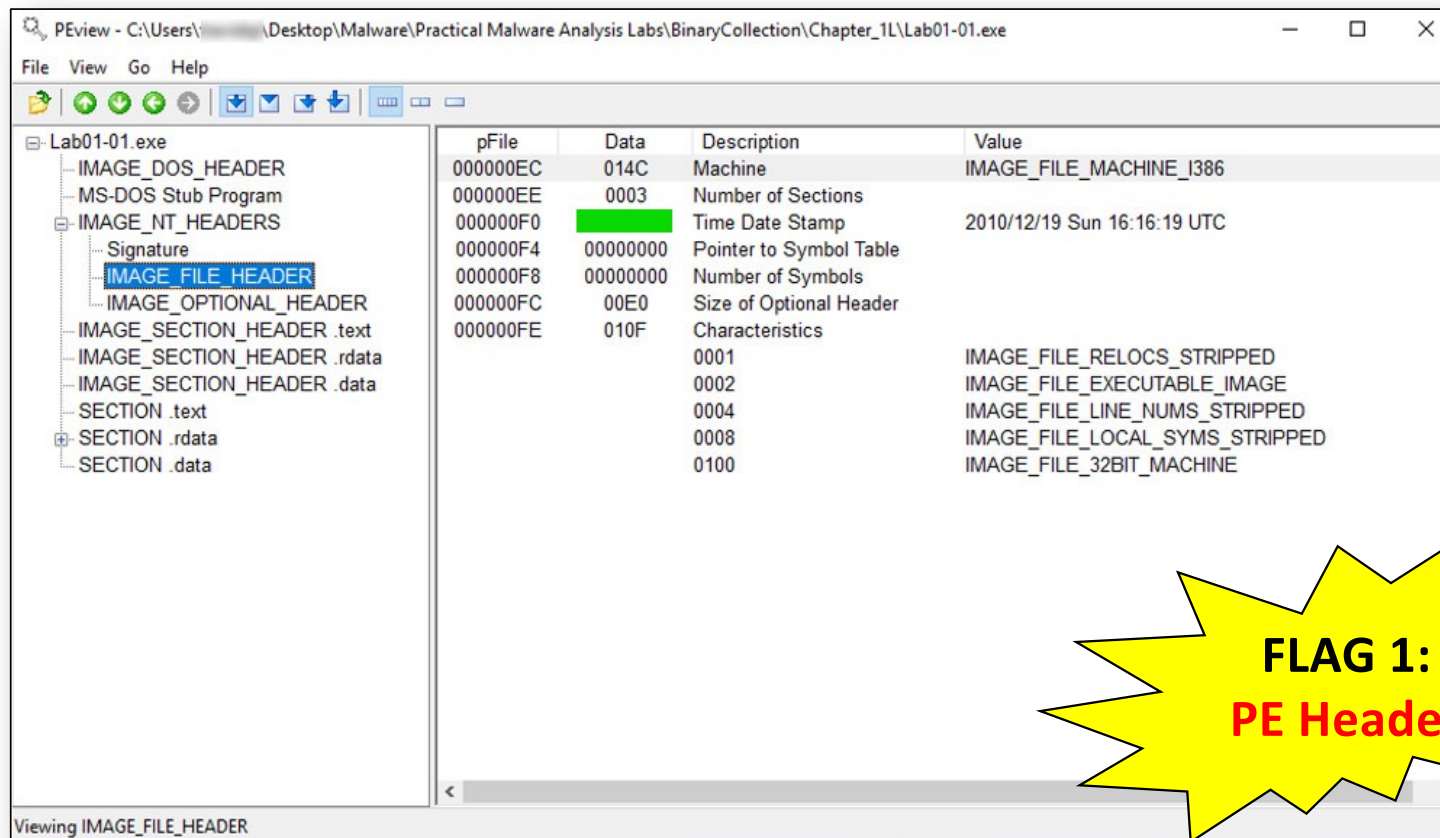 PEview - C:\Users\ \Desktop\Malware\Practical Malware Analysis Labs\BinaryCollection\Chapter_1L\Lab01-01.exe
File View Go Help
Lab01-01.exe
IMAGE_DOS_HEADER
MS-DOS Stub Program
IMAGE_NT_HEADERS
Signature
IMAGE_FILE_HEADER
IMAGE_OPTIONAL_HEADER
IMAGE_SECTION_HEADER .text
IMAGE_SECTION_HEADER .rdata
IMAGE_SECTION_HEADER .data
SECTION .text
SECTION .rdata
SECTION .data
pFile Data Description Value
000000EC 014C Machine IMAGE_FILE_MACHINE_I386
000000EE 0003 Number of Sections
000000F0 Time Date Stamp 2010/12/19 Sun 16:16:19 UTC
000000F4 00000000 Pointer to Symbol Table
000000F8 00000000 Number of Symbols
000000FC 00E0 Size of Optional Header
000000FE 010F Characteristics
0001 IMAGE_FILE_RELOCS_STRIPPED
0002 IMAGE_FILE_EXECUTABLE_IMAGE
0004 IMAGE_FILE_LINE_NUMS_STRIPPED
0008 IMAGE_FILE_LOCAL_SYMS_STRIPPED
0100 IMAGE_FILE_32BIT_MACHINE
FLAG 1:
PE Heade
Viewing IMAGE_FILE_HEADER